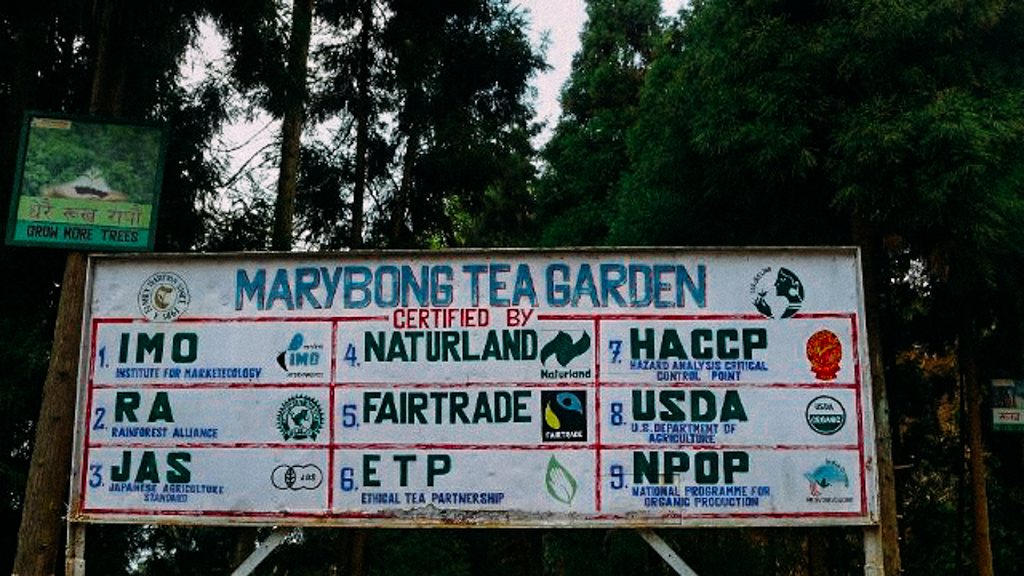 धेरै रूख रोपौं
GROW MORE TREES
MARYBONG TEA GARDEN
CERTIFIED BY
1. IMO
INSTITUTE FOR MARKETECOLOGY
IMO
2. RA
RAINFOREST ALLIANCE
3. JAS
JAPANESE AGRICULTURE
STANDARD
JAS
4. NATURLAND
Naturland
5. FAIRTRADE
FAIRTRADE
6. ETP
ETHICAL TEA PARTNERSHIP
7. HACCP
HAZARD ANALYSIS CRITICAL
CONTROL POINT
8. USDA
U.S. DEPARTMENT OF
AGRICULTURE
USDA
ORGANIC
9. NPOP
NATIONAL PROGRAMME FOR
ORGANIC PRODUCTION